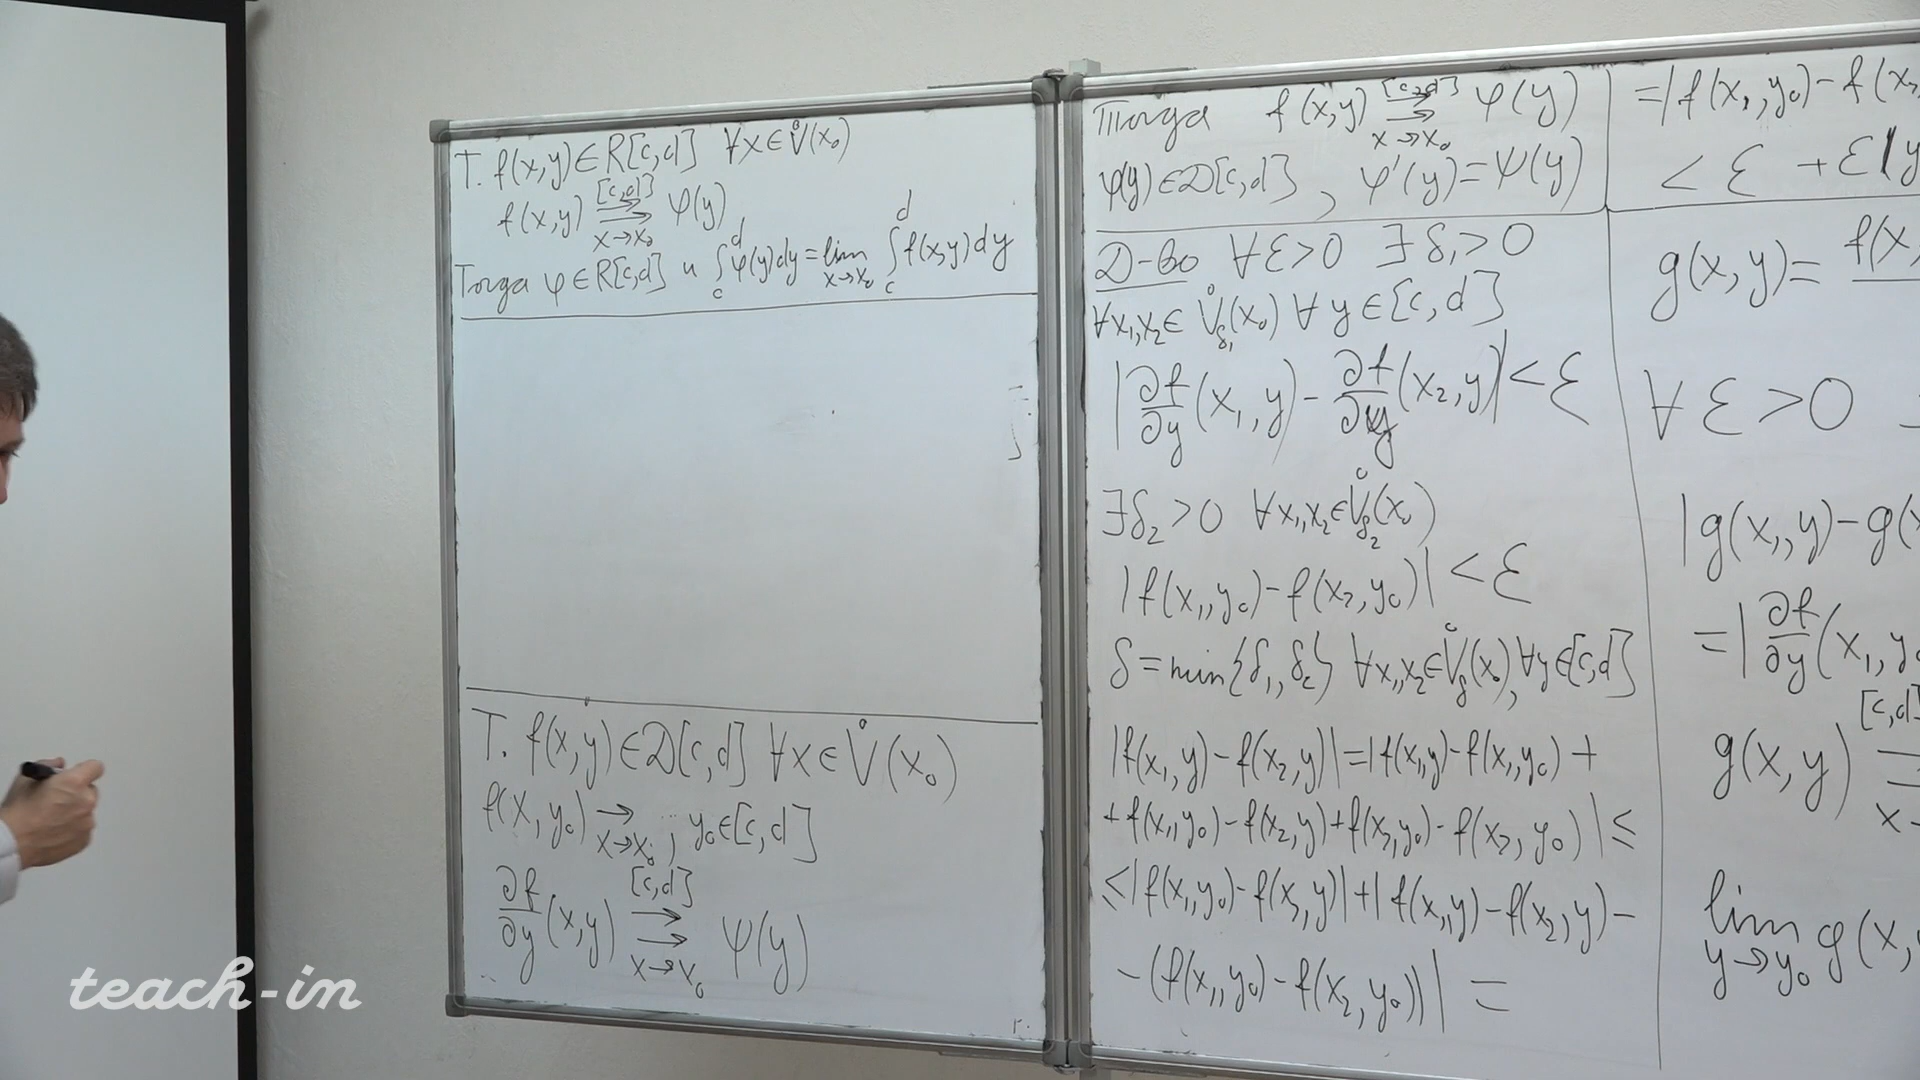 T. f(x,y)∈R[c,d] ∀x∈V̊(x₀)
f(x,y) ⇉ φ(y)
[c,d]
x→x₀
Тогда φ∈R[c,d] и ∫_c^d φ(y)dy = lim_{x→x₀} ∫_c^d f(x,y)dy
T. f(x,y)∈D[c,d] ∀x∈V̊(x₀)
f(x,y₀) →_{x→x₀}, y₀∈[c,d]
∂f/∂y (x,y) ⇉ ψ(y)
[c,d]
x→x₀
Тогда f(x,y) ⇉ φ(y)
[c,d]
x→x₀
φ(y)∈D[c,d], φ'(y)=ψ(y)
Д-во ∀ε>0 ∃δ₁>0
∀x₁,x₂∈V̊_{δ₁}(x₀) ∀y∈[c,d]
|∂f/∂y (x₁,y) - ∂f/∂y (x₂,y)|<ε
∃δ₂>0 ∀x₁,x₂∈V̊_{δ₂}(x₀)
|f(x₁,y₀)-f(x₂,y₀)|<ε
δ=min{δ₁,δ₂} ∀x₁,x₂∈V̊_δ(x₀), ∀y∈[c,d]
|f(x₁,y)-f(x₂,y)|=|f(x₁,y)-f(x₁,y₀)+
+f(x₁,y₀)-f(x₂,y)+f(x₂,y₀)-f(x₂,y₀)|≤
≤|f(x₁,y₀)-f(x₂,y)|+|f(x₁,y)-f(x₂,y)-
-(f(x₁,y₀)-f(x₂,y₀))|=
=|f(x₁,y₀)-f(x₂,
<ε+ε|y
g(x,y)= f(x,
∀ε>0
|g(x₁,y)-g(x
=|∂f/∂y (x₁,y
[c,d]
g(x,y) ⇉
x→
lim_{y→y₀} g(x,
teach-in